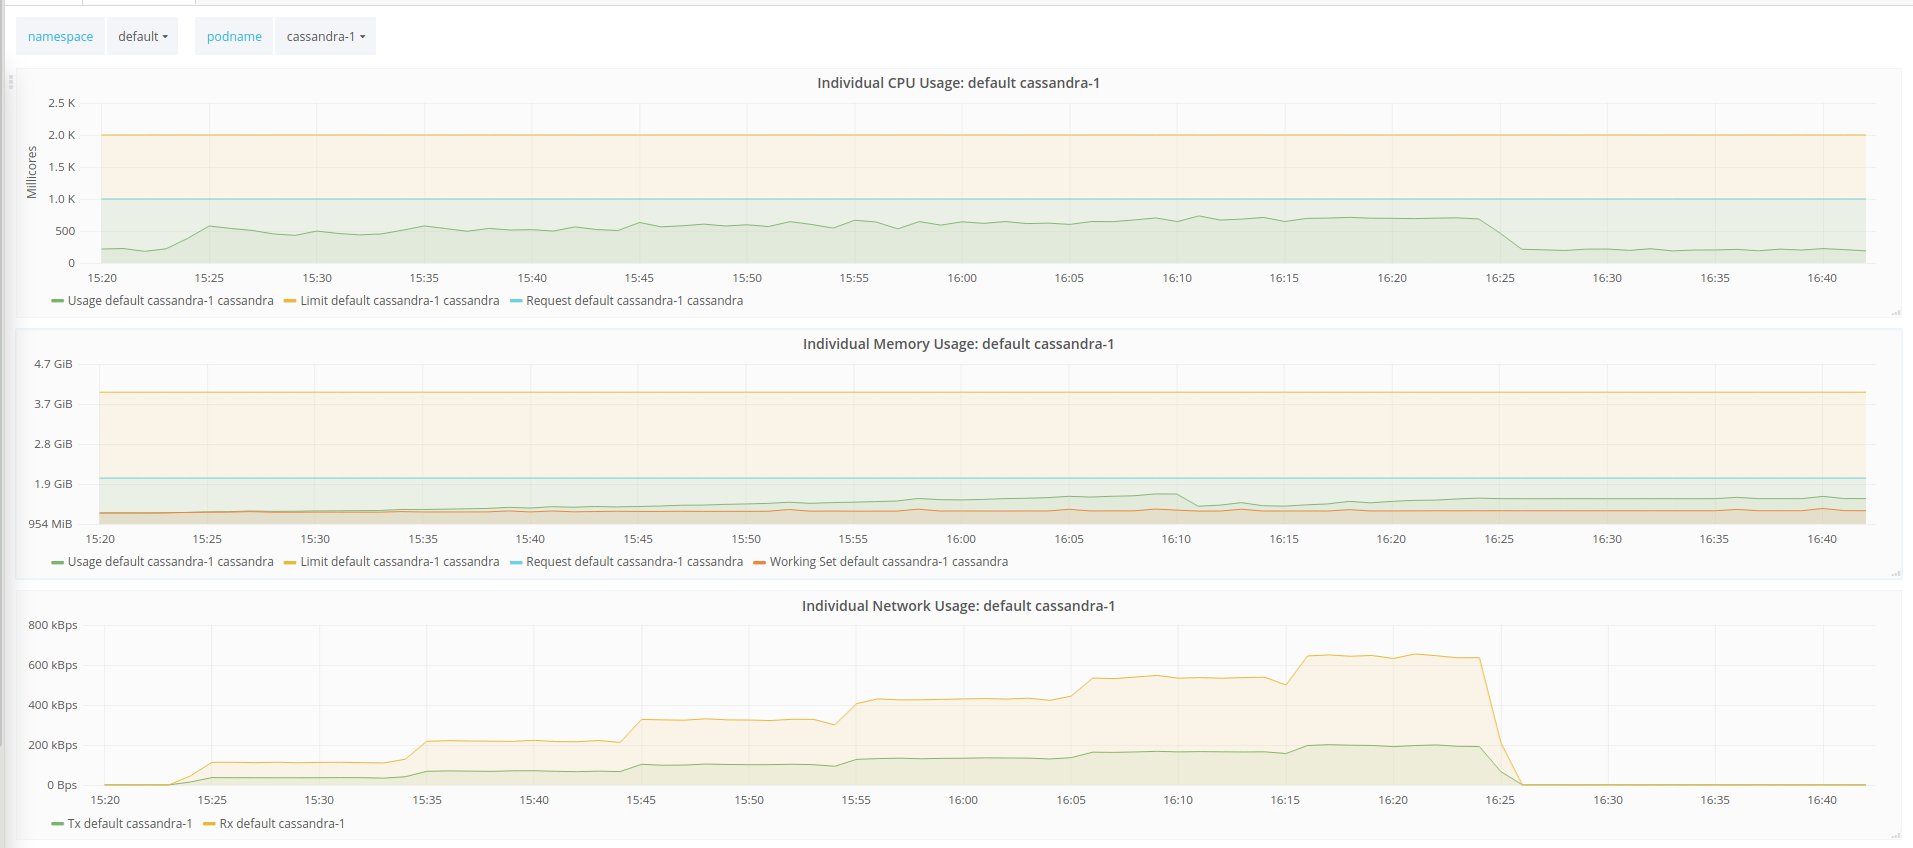 namespace default podname cassandra-1
Individual CPU Usage: default cassandra-1
Millicores
2.5 K
2.0 K
1.5 K
1.0 K
500
0
15:20 15:25 15:30 15:35 15:40 15:45 15:50 15:55 16:00 16:05 16:10 16:15 16:20 16:25 16:30 16:35 16:40
Usage default cassandra-1 cassandra Limit default cassandra-1 cassandra Request default cassandra-1 cassandra
Individual Memory Usage: default cassandra-1
4.7 GiB
3.7 GiB
2.8 GiB
1.9 GiB
954 MiB
15:20 15:25 15:30 15:35 15:40 15:45 15:50 15:55 16:00 16:05 16:10 16:15 16:20 16:25 16:30 16:35 16:40
Usage default cassandra-1 cassandra Limit default cassandra-1 cassandra Request default cassandra-1 cassandra Working Set default cassandra-1 cassandra
Individual Network Usage: default cassandra-1
800 kBps
600 kBps
400 kBps
200 kBps
0 Bps
15:20 15:25 15:30 15:35 15:40 15:45 15:50 15:55 16:00 16:05 16:10 16:15 16:20 16:25 16:30 16:35 16:40
Tx default cassandra-1 Rx default cassandra-1